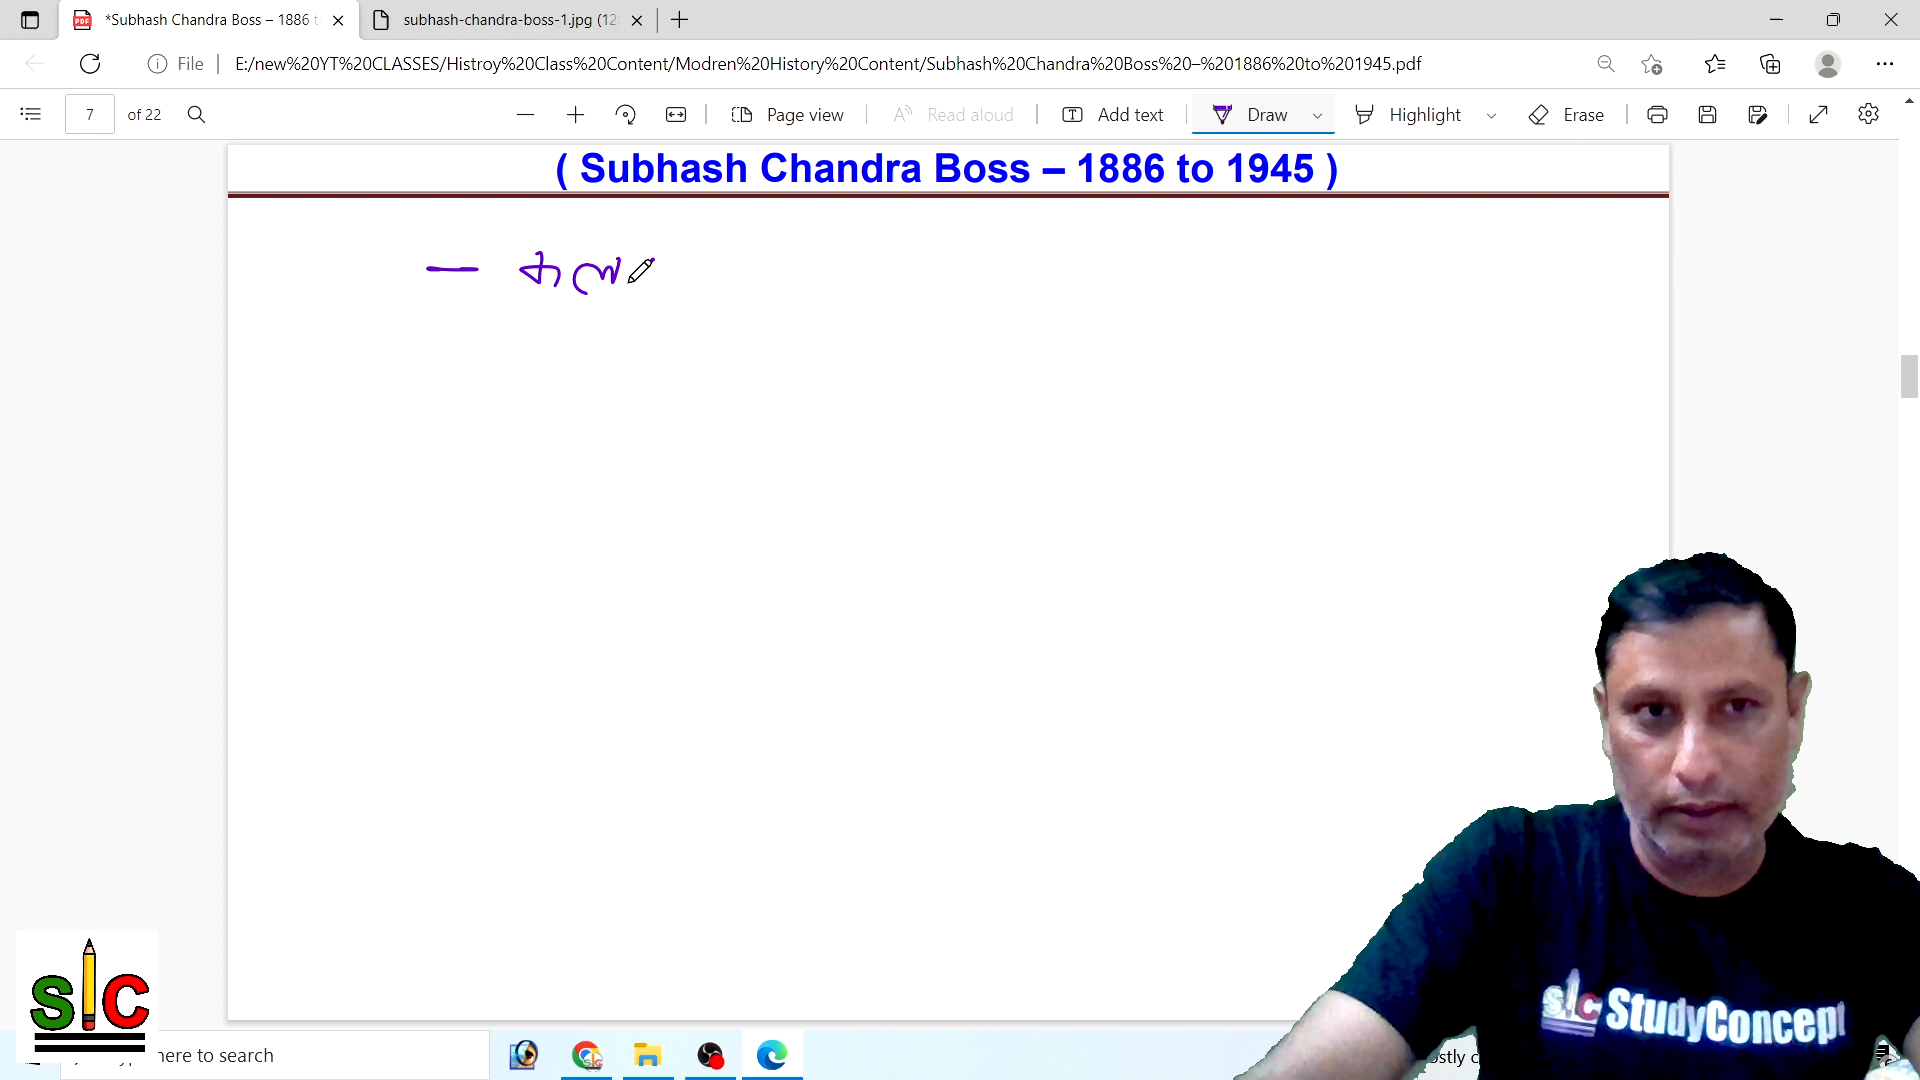 *Subhash Chandra Boss – 1886 t
subhash-chandra-boss-1.jpg (12
File
E:/new%20YT%20CLASSES/Histroy%20Class%20Content/Modren%20History%20Content/Subhash%20Chandra%20Boss%20–%201886%20to%201945.pdf
7 of 22
Page view
Read aloud
Add text
Draw
Highlight
Erase
( Subhash Chandra Boss – 1886 to 1945 )
SIC
StudyConcept
here to search
ostly c